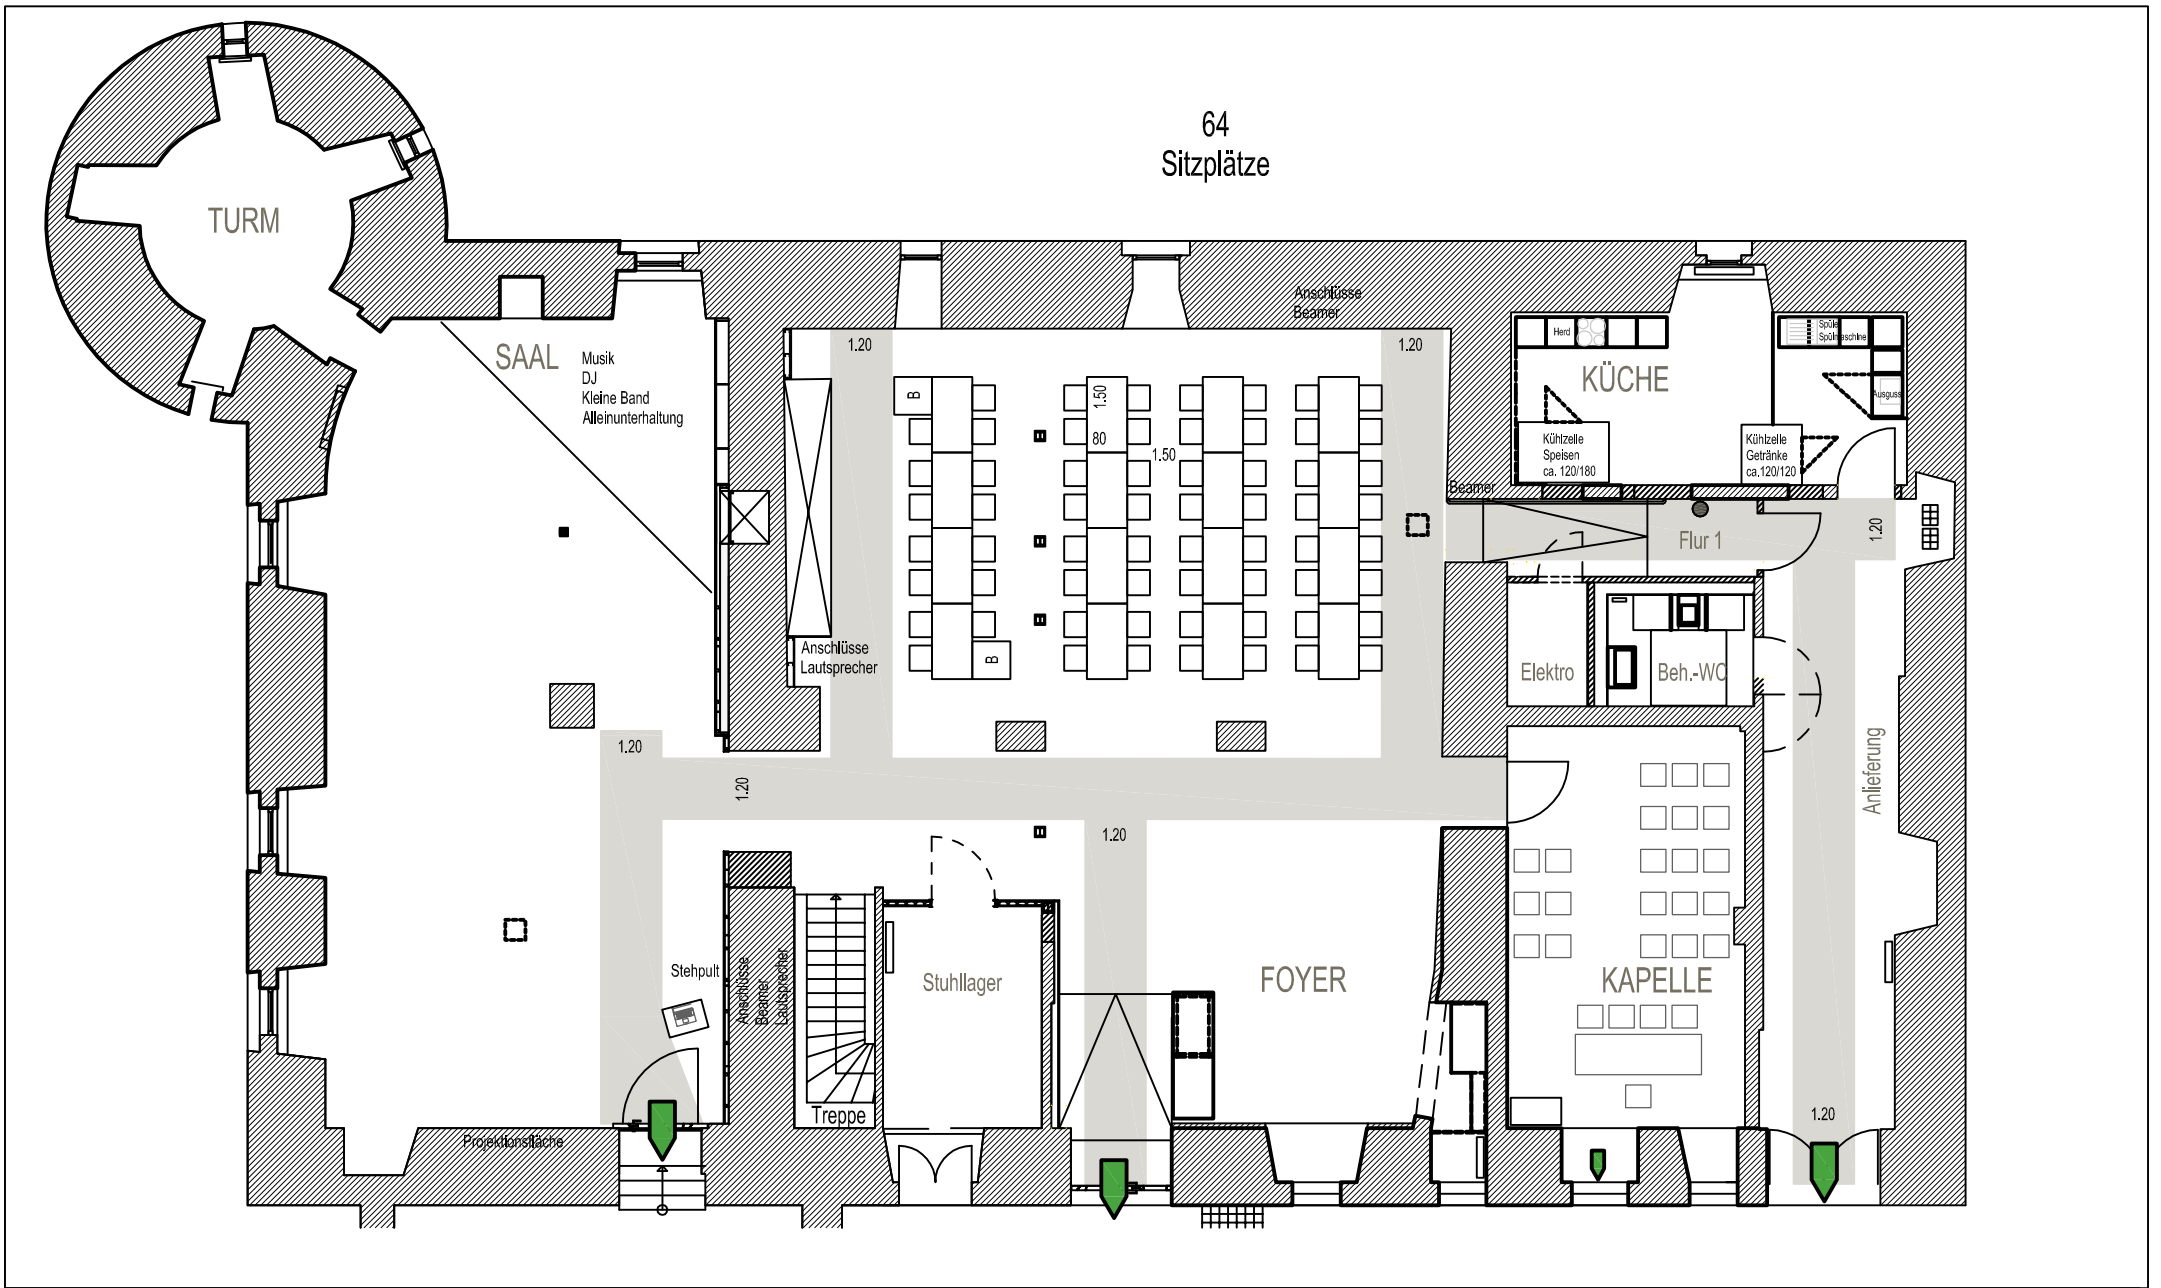 64
Sitzplätze
TURM
SAAL
Musik
DJ
Kleine Band
Alleinunterhaltung
1.20
Anschlüsse
Beamer
1.20
B
1.50
80
1.50
B
Herd
Spüle
Spülmaschine
KÜCHE
Ausguss
Kühlzelle
Speisen
ca. 120/180
Kühlzelle
Getränke
ca.120/120
Beamer
Flur 1
1.20
Anschlüsse
Lautsprecher
Elektro
Beh.-WC
1.20
1.20
1.20
Anlieferung
Stehpult
Anschlüsse
Beamer
Lautsprecher
Stuhllager
FOYER
KAPELLE
Treppe
1.20
Projektionsfläche